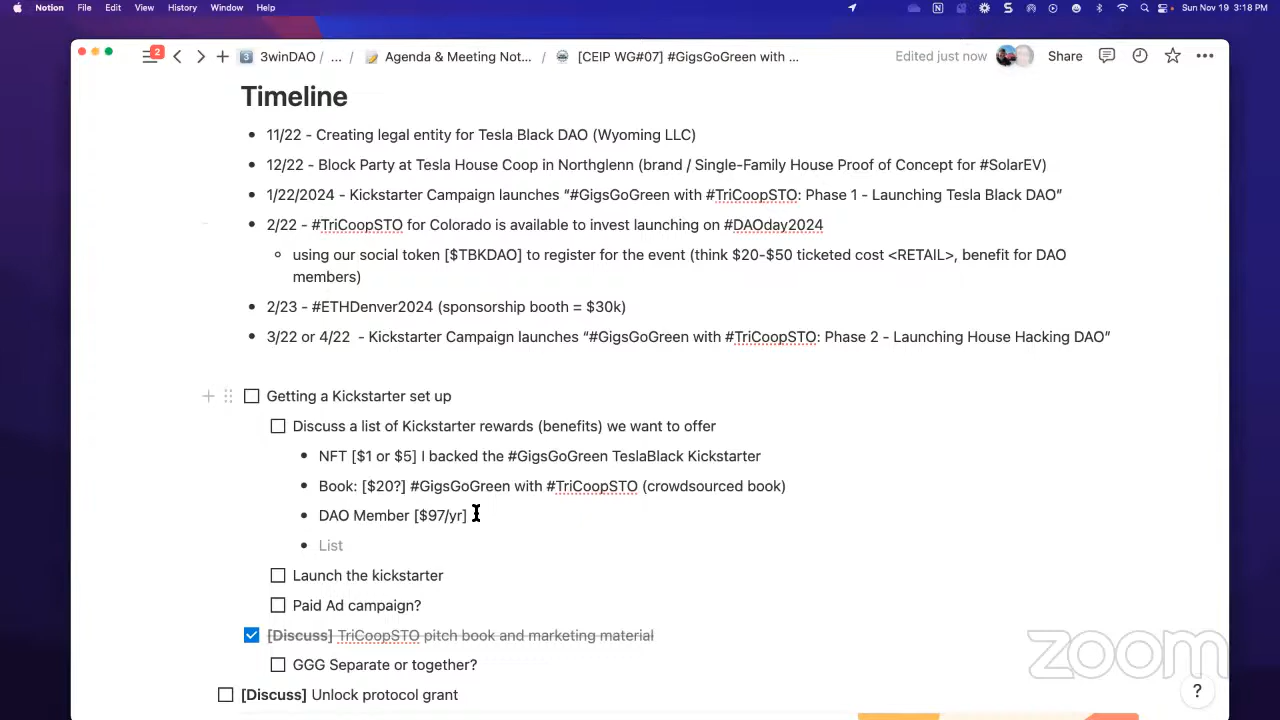 Notion File Edit View History Window Help Sun Nov 19 3:18 PM
2 3 3winDAO / ... / Agenda & Meeting Not... / [CEIP WG#07] #GigsGoGreen with ... Edited just now Share
Timeline
• 11/22 - Creating legal entity for Tesla Black DAO (Wyoming LLC)
• 12/22 - Block Party at Tesla House Coop in Northglenn (brand / Single-Family House Proof of Concept for #SolarEV)
• 1/22/2024 - Kickstarter Campaign launches “#GigsGoGreen with #TriCoopSTO: Phase 1 - Launching Tesla Black DAO”
• 2/22 - #TriCoopSTO for Colorado is available to invest launching on #DAOday2024
◦ using our social token [$TBKDAO] to register for the event (think $20-$50 ticketed cost <RETAIL>, benefit for DAO
members)
• 2/23 - #ETHDenver2024 (sponsorship booth = $30k)
• 3/22 or 4/22 - Kickstarter Campaign launches “#GigsGoGreen with #TriCoopSTO: Phase 2 - Launching House Hacking DAO”
Getting a Kickstarter set up
Discuss a list of Kickstarter rewards (benefits) we want to offer
• NFT [$1 or $5] I backed the #GigsGoGreen TeslaBlack Kickstarter
• Book: [$20?] #GigsGoGreen with #TriCoopSTO (crowdsourced book)
• DAO Member [$97/yr]
• List
Launch the kickstarter
Paid Ad campaign?
[Discuss] TriCoopSTO pitch book and marketing material
GGG Separate or together?
[Discuss] Unlock protocol grant
zoom
?